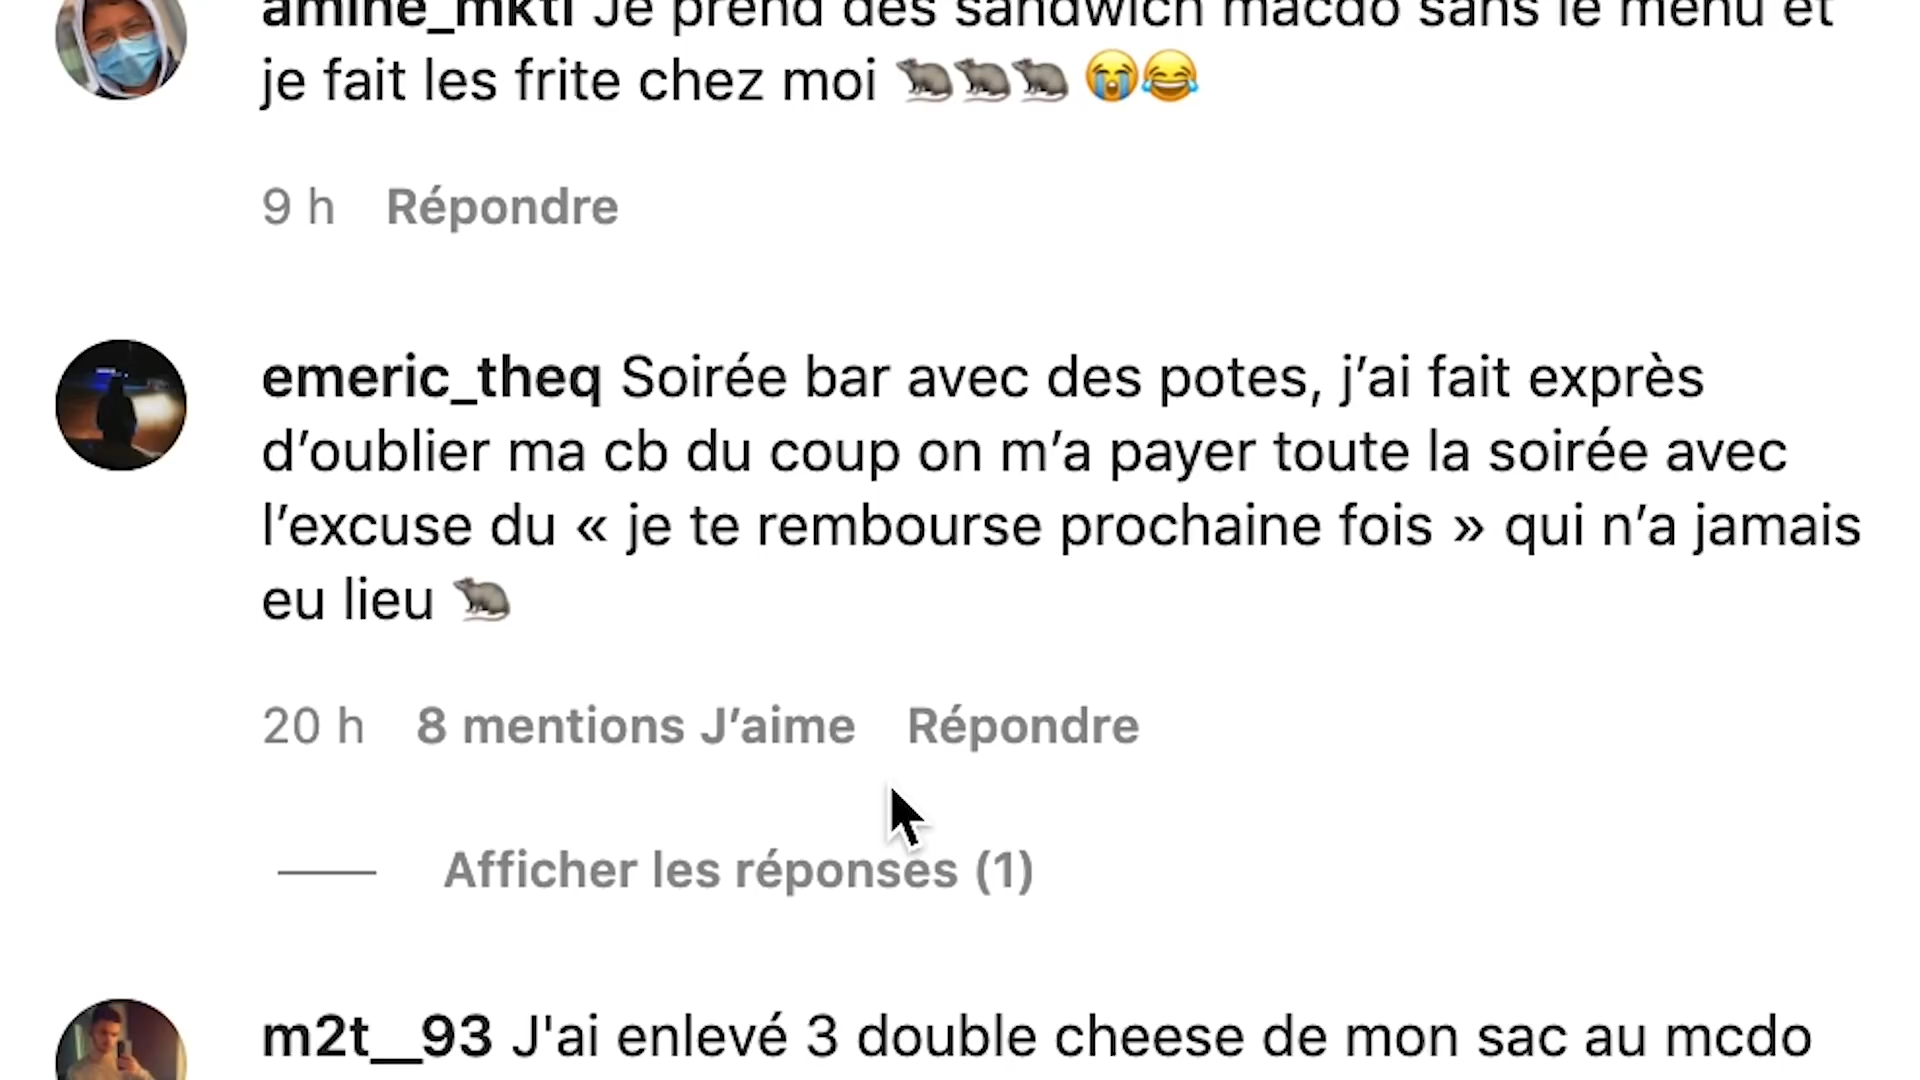 amine_mktl Je prend des sandwich macdo sans le menu et
je fait les frite chez moi 🐀🐀🐀 😭😂
9 h Répondre
emeric_theq Soirée bar avec des potes, j’ai fait exprès
d’oublier ma cb du coup on m’a payer toute la soirée avec
l’excuse du « je te rembourse prochaine fois » qui n’a jamais
eu lieu 🐀
20 h 8 mentions J’aime Répondre
Afficher les réponses (1)
m2t__93 J'ai enlevé 3 double cheese de mon sac au mcdo